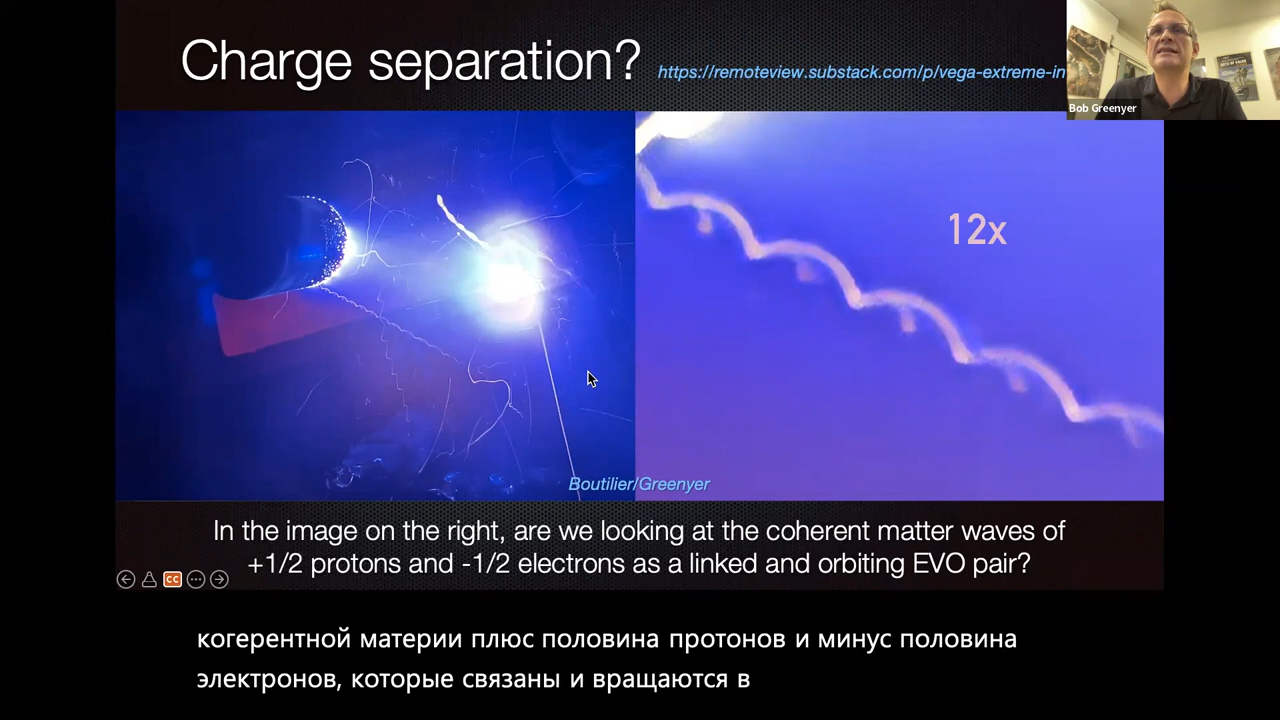 Charge separation?
https://remoteview.substack.com/p/vega-extreme-in
Bob Greenyer
12x
Boutilier/Greenyer
In the image on the right, are we looking at the coherent matter waves of
+1/2 protons and -1/2 electrons as a linked and orbiting EVO pair?
CC
когерентной материи плюс половина протонов и минус половина
электронов, которые связаны и вращаются в